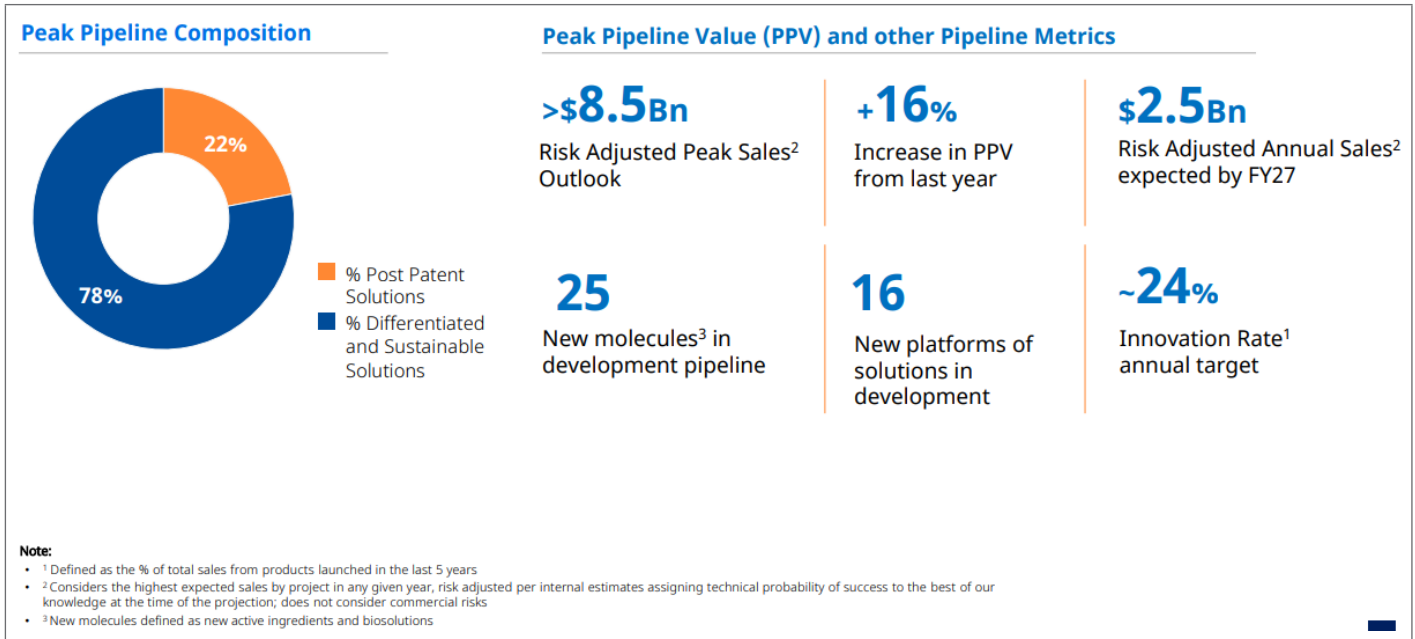 Peak Pipeline Composition
22%
78%
% Post Patent
Solutions
% Differentiated
and Sustainable
Solutions
Peak Pipeline Value (PPV) and other Pipeline Metrics
>$8.5Bn
Risk Adjusted Peak Sales²
Outlook
+16%
Increase in PPV
from last year
$2.5Bn
Risk Adjusted Annual Sales²
expected by FY27
25
New molecules³ in
development pipeline
16
New platforms of
solutions in
development
~24%
Innovation Rate¹
annual target
Note:
• ¹ Defined as the % of total sales from products launched in the last 5 years
• ² Considers the highest expected sales by project in any given year, risk adjusted per internal estimates assigning technical probability of success to the best of our
knowledge at the time of the projection; does not consider commercial risks
• ³ New molecules defined as new active ingredients and biosolutions